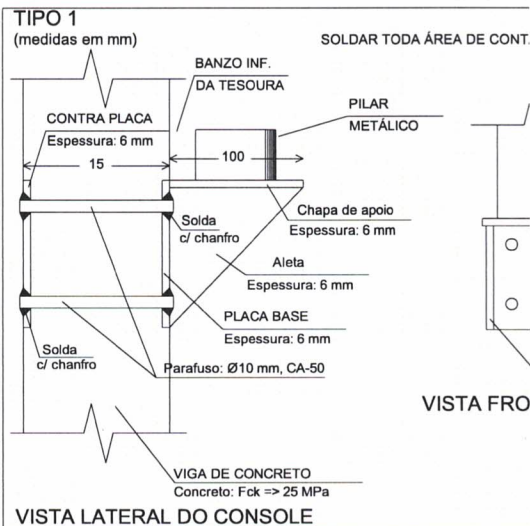 TIPO 1
(medidas em mm)
SOLDAR TODA ÁREA DE CONT.
BANZO INF.
DA TESOURA
CONTRA PLACA
Espessura: 6 mm
PILAR
METÁLICO
15
100
Solda
c/ chanfro
Chapa de apoio
Espessura: 6 mm
Aleta
Espessura: 6 mm
PLACA BASE
Espessura: 6 mm
Solda
c/ chanfro
Parafuso: Ø10 mm, CA-50
VISTA FRO
VIGA DE CONCRETO
Concreto: Fck => 25 MPa
VISTA LATERAL DO CONSOLE